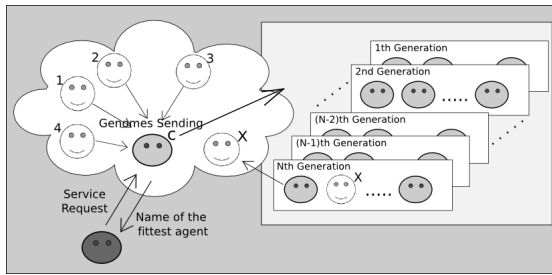 1
2
3
4
Genomes Sending
C
X
Service
Request
Name of the
fittest agent
1th Generation
2nd Generation
(N-2)th Generation
(N-1)th Generation
Nth Generation
X